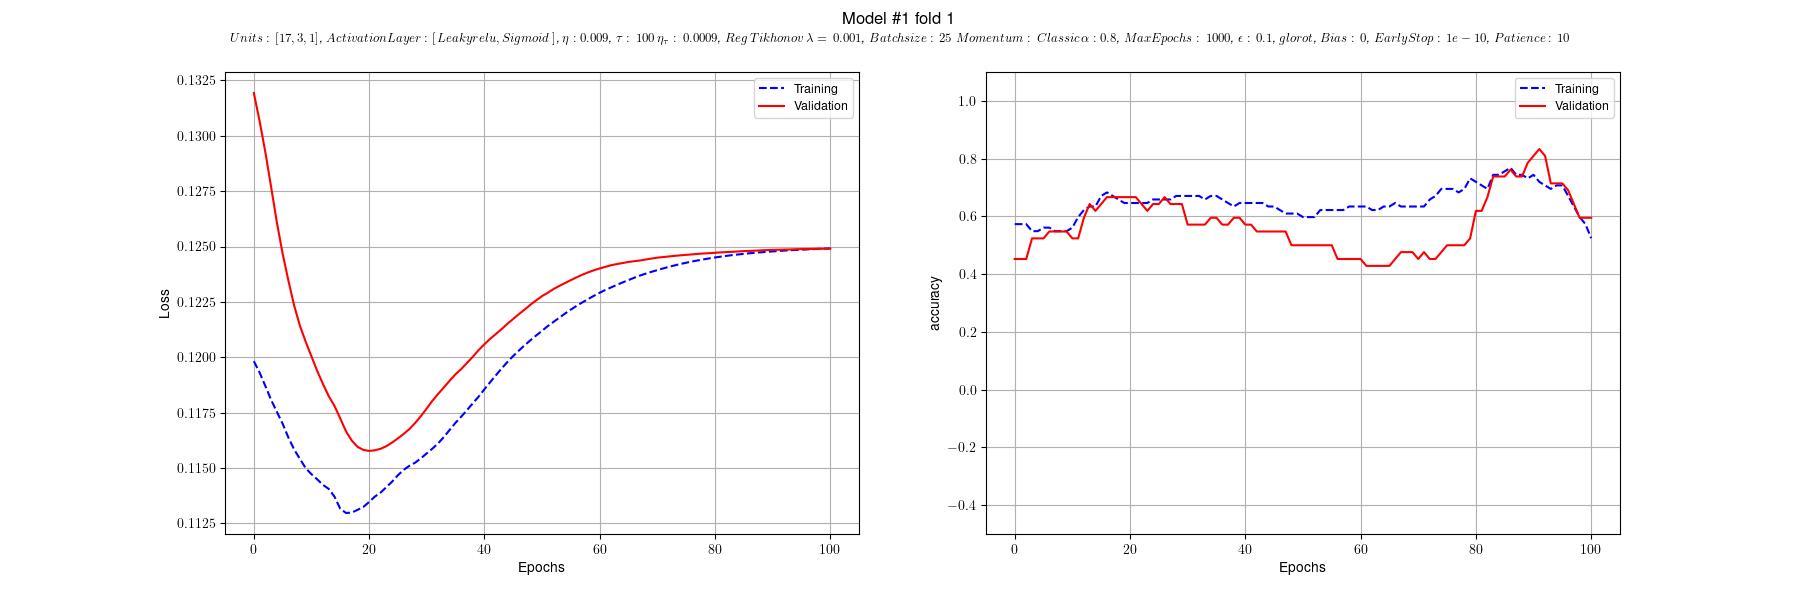 Model #1 fold 1
Units : [17, 3, 1], ActivationLayer : [Leakyrelu, Sigmoid ], η : 0.009, τ : 100 ητ : 0.0009, Reg Tikhonov λ = 0.001, Batchsize : 25 Momentum : Classicα : 0.8, MaxEpochs : 1000, ϵ : 0.1, glorot, Bias : 0, EarlyStop : 1e − 10, Patience : 10
Loss
0.1325
0.1300
0.1275
0.1250
0.1225
0.1200
0.1175
0.1150
0.1125
0 20 40 60 80 100
Epochs
Training
Validation
accuracy
1.0
0.8
0.6
0.4
0.2
0.0
−0.2
−0.4
0 20 40 60 80 100
Epochs
Training
Validation